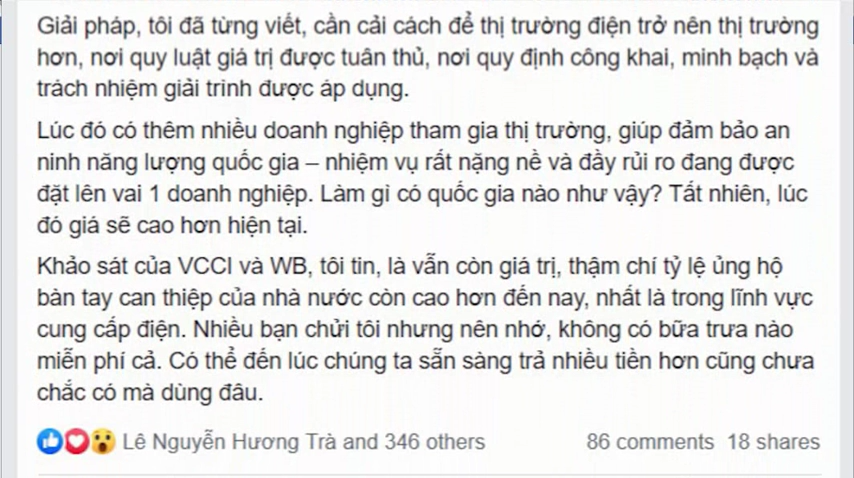 Giải pháp, tôi đã từng viết, cần cải cách để thị trường điện trở nên thị trường
hơn, nơi quy luật giá trị được tuân thủ, nơi quy định công khai, minh bạch và
trách nhiệm giải trình được áp dụng.
Lúc đó có thêm nhiều doanh nghiệp tham gia thị trường, giúp đảm bảo an
ninh năng lượng quốc gia – nhiệm vụ rất nặng nề và đầy rủi ro đang được
đặt lên vai 1 doanh nghiệp. Làm gì có quốc gia nào như vậy? Tất nhiên, lúc
đó giá sẽ cao hơn hiện tại.
Khảo sát của VCCI và WB, tôi tin, là vẫn còn giá trị, thậm chí tỷ lệ ủng hộ
bàn tay can thiệp của nhà nước còn cao hơn đến nay, nhất là trong lĩnh vực
cung cấp điện. Nhiều bạn chửi tôi nhưng nên nhớ, không có bữa trưa nào
miễn phí cả. Có thể đến lúc chúng ta sẵn sàng trả nhiều tiền hơn cũng chưa
chắc có mà dùng đâu.
Lê Nguyễn Hương Trà and 346 others 86 comments 18 shares